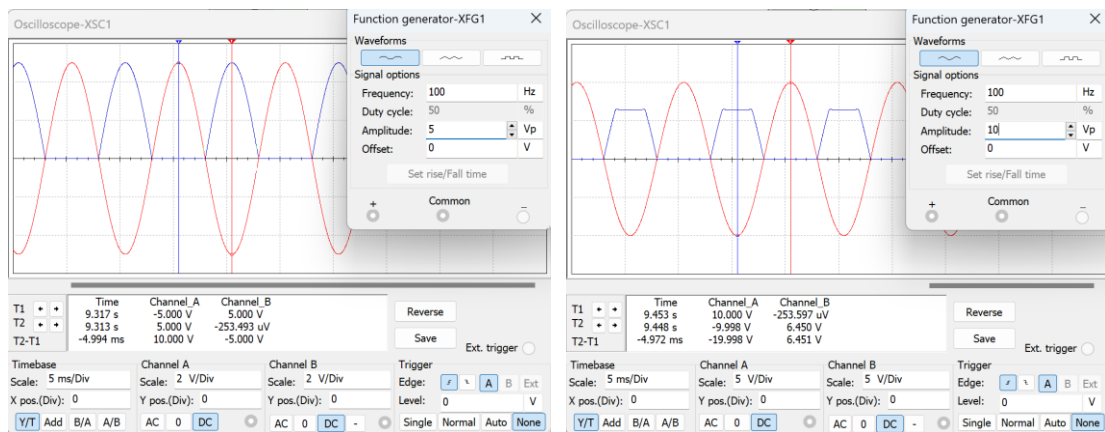 Oscilloscope-XSC1
Function generator-XFG1
Waveforms
Signal options
Frequency: 100 Hz
Duty cycle: 50 %
Amplitude: 5 Vp
Offset: 0 V
Set rise/Fall time
+ Common −
Time Channel_A Channel_B
T1 9.317 s -5.000 V 5.000 V
T2 9.313 s 5.000 V -253.493 uV
T2-T1 -4.994 ms 10.000 V -5.000 V
Reverse
Save
Ext. trigger
Timebase Channel A Channel B Trigger
Scale: 5 ms/Div Scale: 2 V/Div Scale: 2 V/Div Edge: A B Ext
X pos.(Div): 0 Y pos.(Div): 0 Y pos.(Div): 0 Level: 0 V
Y/T Add B/A A/B AC 0 DC AC 0 DC - Single Normal Auto None
Oscilloscope-XSC1
Function generator-XFG1
Waveforms
Signal options
Frequency: 100 Hz
Duty cycle: 50 %
Amplitude: 10 Vp
Offset: 0 V
Set rise/Fall time
+ Common −
Time Channel_A Channel_B
T1 9.453 s 10.000 V -253.597 uV
T2 9.448 s -9.998 V 6.450 V
T2-T1 -4.972 ms -19.998 V 6.451 V
Reverse
Save
Ext. trigger
Timebase Channel A Channel B Trigger
Scale: 5 ms/Div Scale: 5 V/Div Scale: 5 V/Div Edge: A B Ext
X pos.(Div): 0 Y pos.(Div): 0 Y pos.(Div): 0 Level: 0 V
Y/T Add B/A A/B AC 0 DC AC 0 DC - Single Normal Auto None